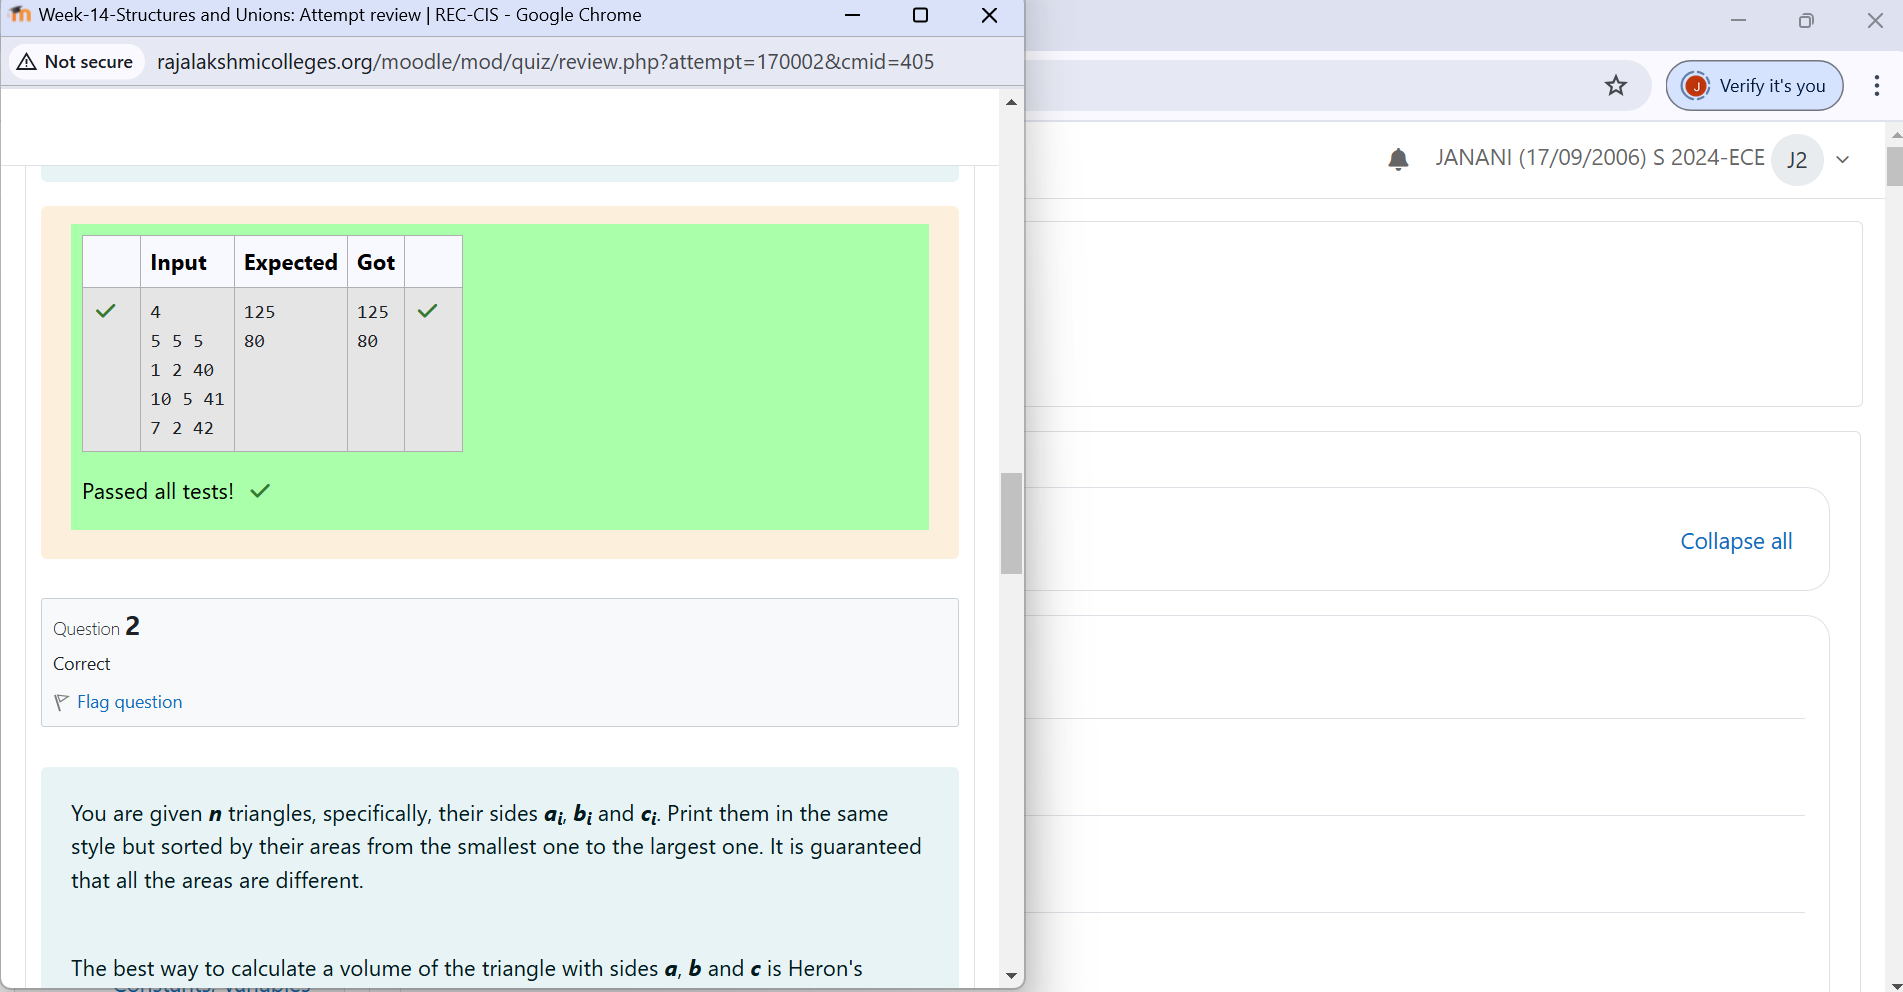 Week-14-Structures and Unions: Attempt review | REC-CIS - Google Chrome
Not secure rajalakshmicolleges.org/moodle/mod/quiz/review.php?attempt=170002&cmid=405
J Verify it's you
JANANI (17/09/2006) S 2024-ECE J2
Input Expected Got
4 125 125
5 5 5 80 80
1 2 40
10 5 41
7 2 42
Passed all tests!
Collapse all
Question 2
Correct
Flag question
You are given n triangles, specifically, their sides ai, bi and ci. Print them in the same
style but sorted by their areas from the smallest one to the largest one. It is guaranteed
that all the areas are different.
The best way to calculate a volume of the triangle with sides a, b and c is Heron's
Constants/ Variables